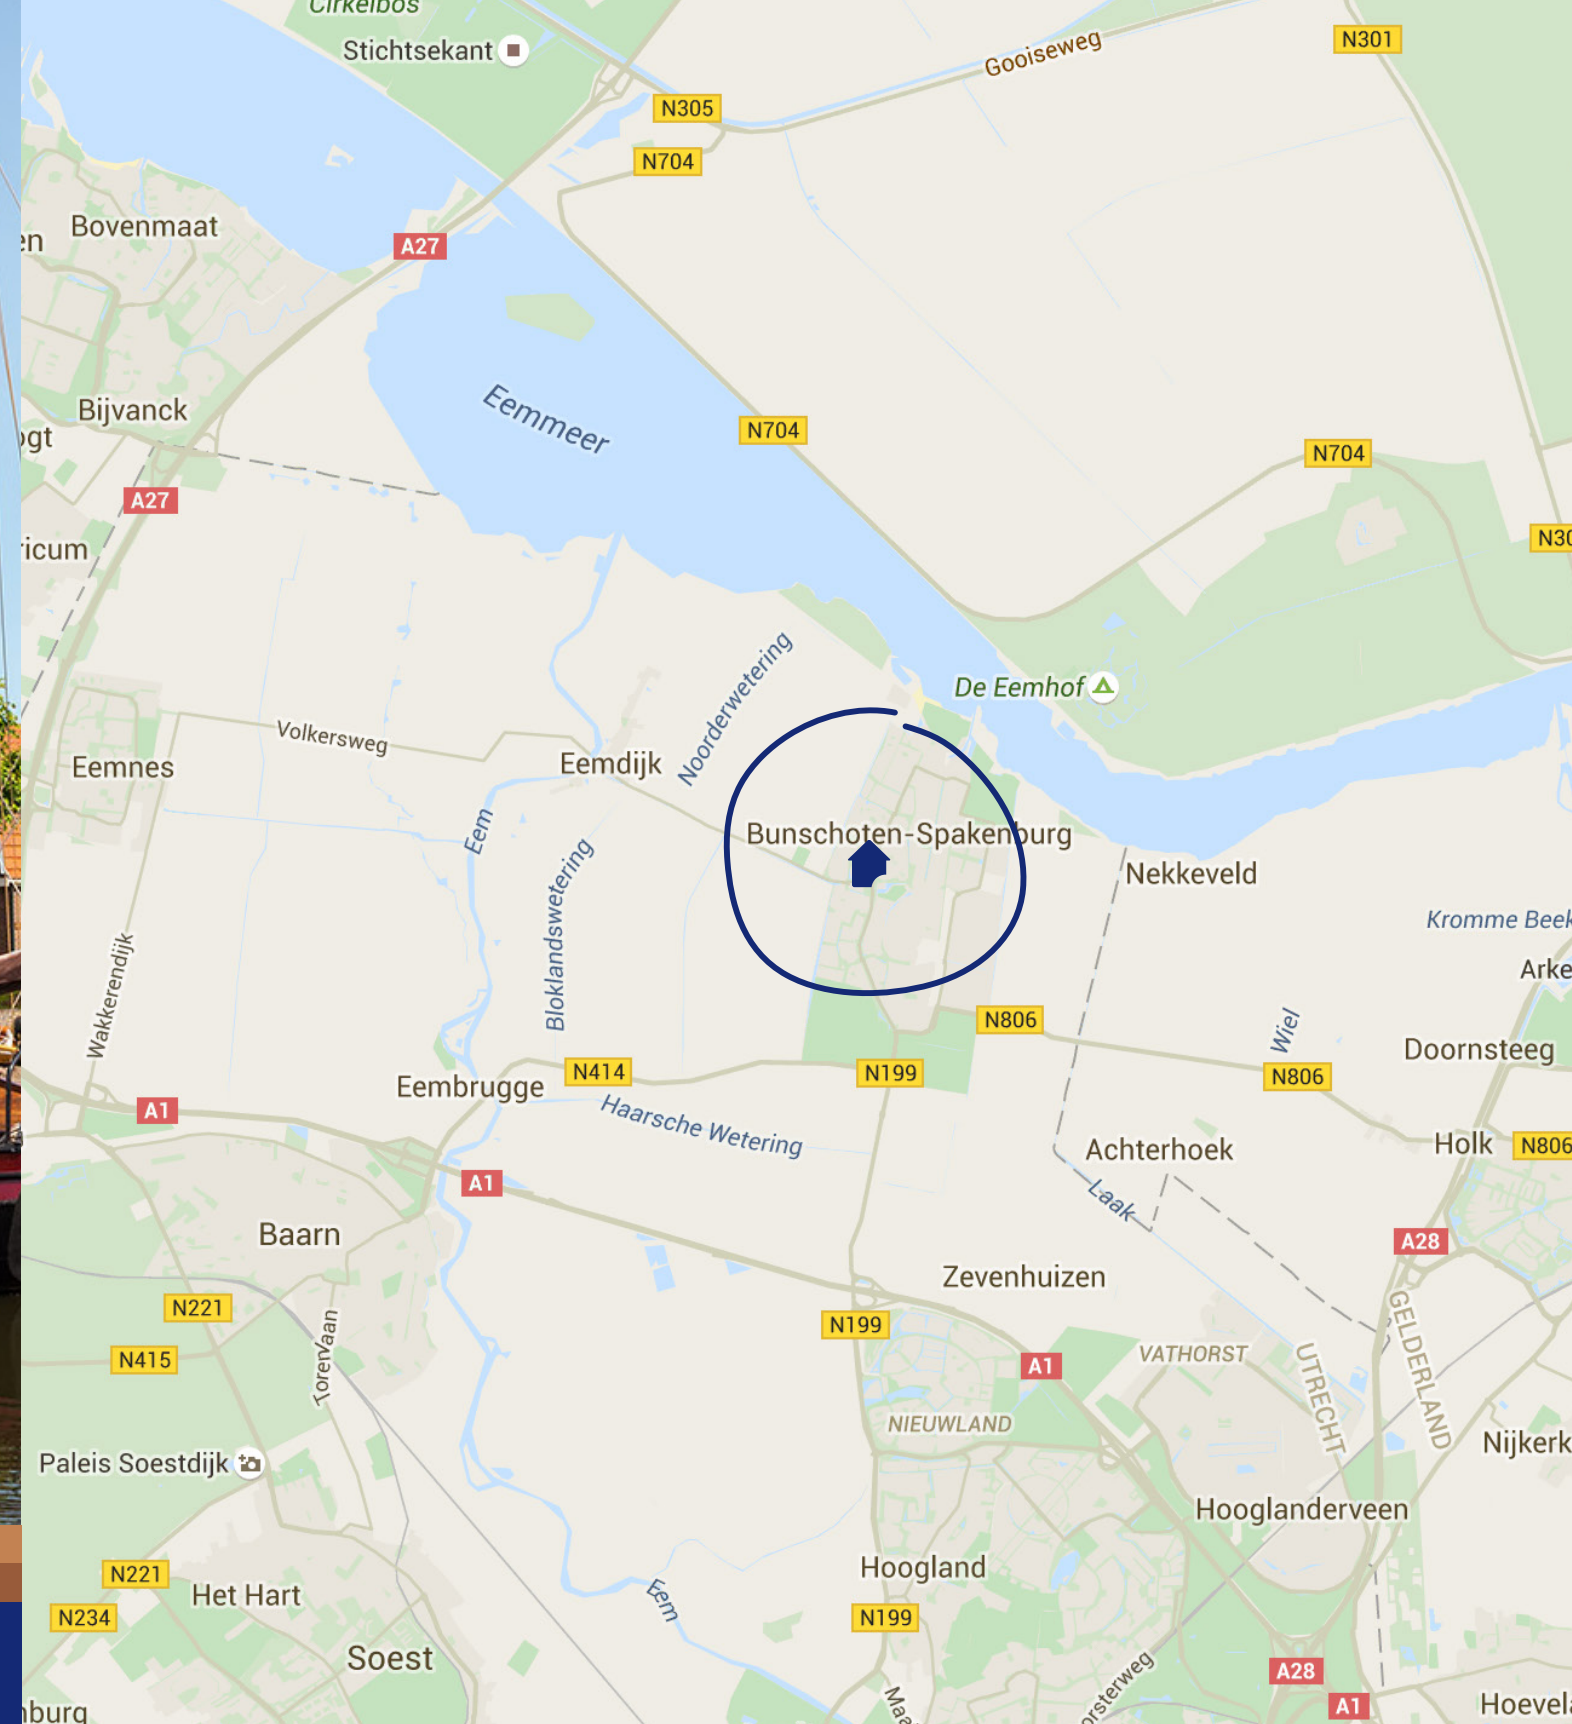 Cirkelbos
Stichtsekant
N301
Gooiseweg
N305
N704
Bovenmaat
A27
Eemmeer
Bijvanck
N704
N704
A27
Noorderwetering
De Eemhof
Volkersweg
Eemnes
Eemdijk
Eem
Bunschoten-Spakenburg
Nekkeveld
Bloklandswetering
Kromme Beek
Wakkerendijk
N806
Wiel
Doornsteeg
N414
N199
N806
Eembrugge
A1
Haarsche Wetering
Achterhoek
Holk
N806
A1
Laak
Baarn
A28
Zevenhuizen
N221
N199
GELDERLAND
UTRECHT
N415
Torenlaan
A1
VATHORST
NIEUWLAND
Paleis Soestdijk
Nijkerk
Hooglanderveen
Hoogland
N221
Het Hart
Eem
N234
N199
Soest
A28
A1